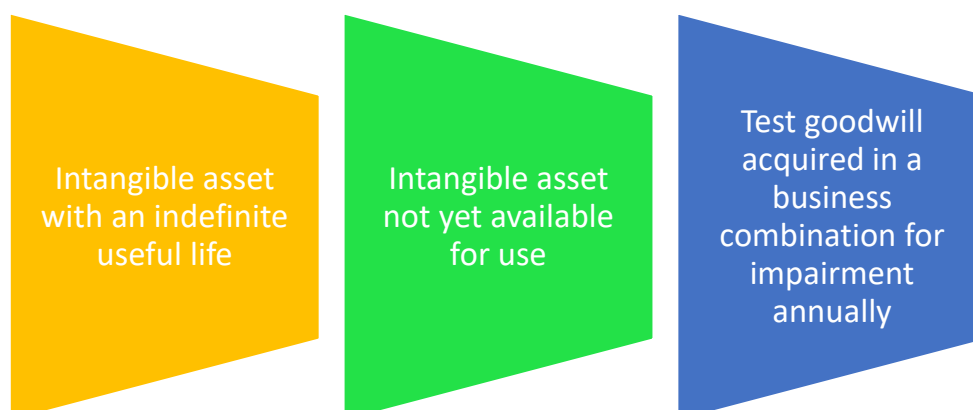 Intangible asset
with an indefinite
useful life
Intangible asset
not yet available
for use
Test goodwill
acquired in a
business
combination for
impairment
annually